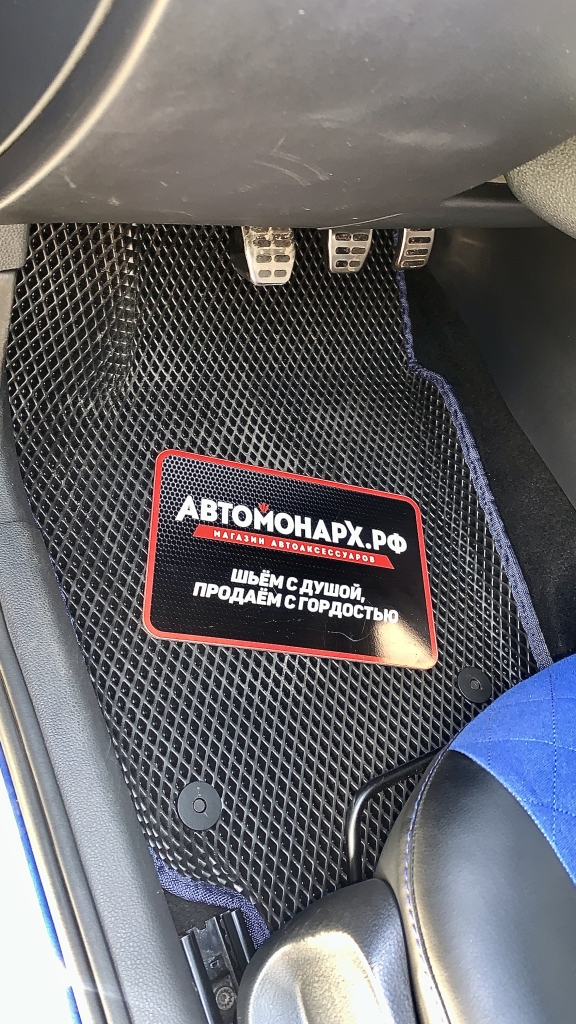 АВТОМОНАРХ.РФ
МАГАЗИН АВТОАКСЕССУАРОВ
ШЬЁМ С ДУШОЙ,
ПРОДАЁМ С ГОРДОСТЬЮ